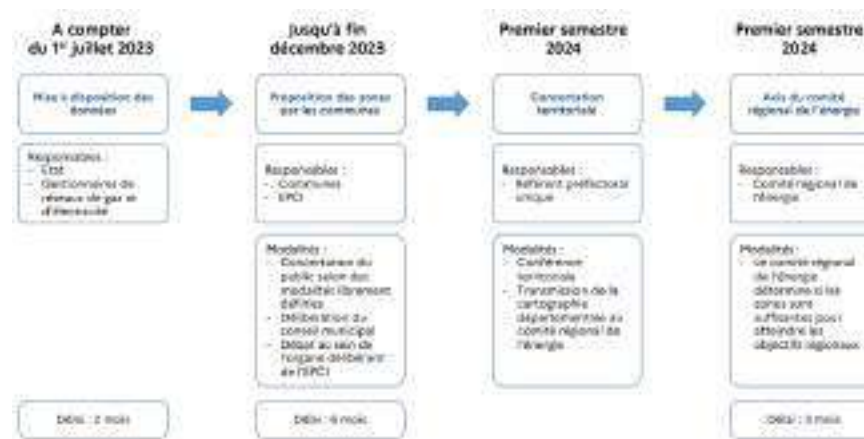 A compter
du 1er juillet 2023
Mise à disposition des
données
Responsables :
- Etat
- Gestionnaires de
réseaux de gaz et
d'électricité
Délai : 2 mois
Jusqu'à fin
décembre 2023
Proposition des zones
par les communes
Responsables :
- Communes
- EPCI
Modalités :
- Concertation du
public selon des
modalités librement
définies
- Délibération du
conseil municipal
- Débat au sein de
l'organe délibérant
de l'EPCI
Délai : 6 mois
Premier semestre
2024
Concertation
territoriale
Responsables :
- Référent préfectoral
unique
Modalités :
- Conférence
territoriale
- Transmission de la
cartographie
départementale au
comité régional de
l'énergie
Premier semestre
2024
Avis du comité
régional de l'énergie
Responsables :
- Comité régional de
l'énergie
Modalités :
- Le comité régional
de l'énergie
détermine si les
zones sont
suffisantes pour
atteindre les
objectifs régionaux
Délai : 3 mois